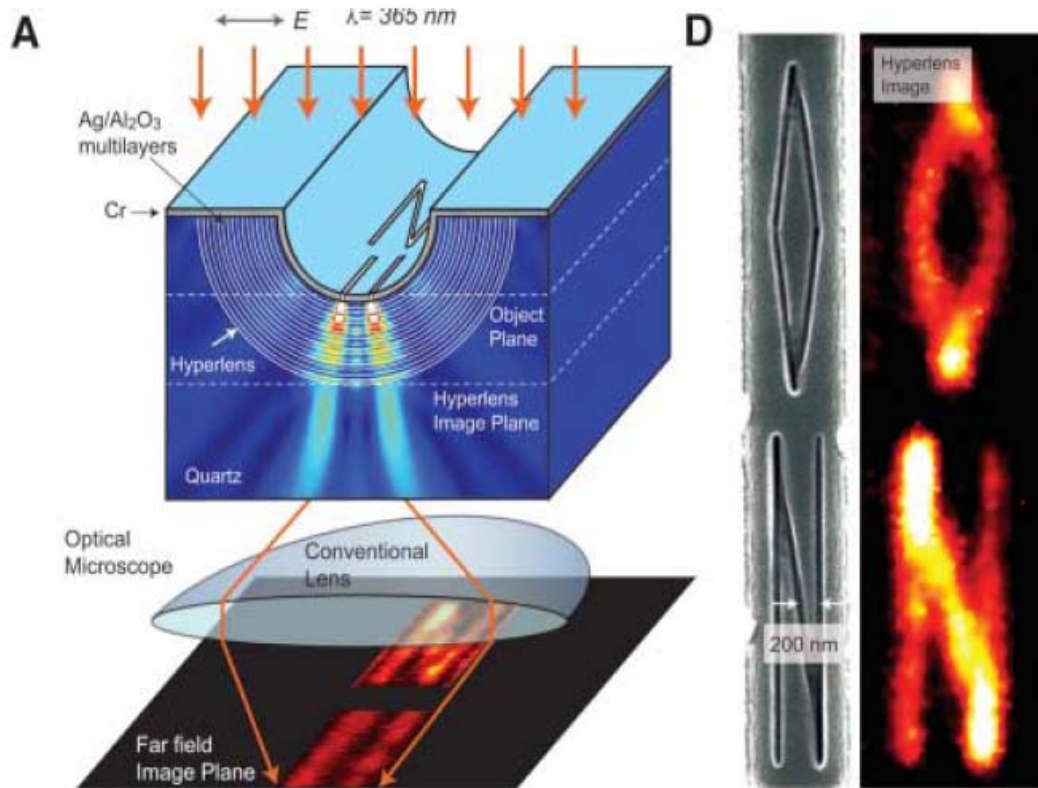 A
E
λ= 365 nm
Ag/Al₂O₃
multilayers
Cr
Hyperlens
Object
Plane
Hyperlens
Image Plane
Quartz
Optical
Microscope
Conventional
Lens
Far field
Image Plane
D
Hyperlens
Image
200 nm